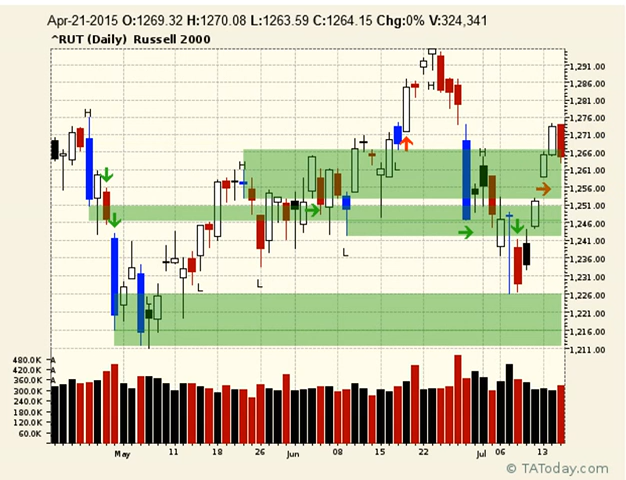 Apr-21-2015 O:1269.32 H:1270.08 L:1263.59 C:1264.15 Chg:0% V:324,341
^RUT (Daily) Russell 2000
1,291.00
1,286.00
1,281.00
1,276.00
1,271.00
1,266.00
1,261.00
1,256.00
1,251.00
1,246.00
1,241.00
1,236.00
1,231.00
1,226.00
1,221.00
1,216.00
1,211.00
H
H
H
H
L
L
L
L
L
480.0K A
420.0K A
360.0K A
300.0K
240.0K
180.0K
120.0K
60.0K
May 11 18 26 Jun 08 15 22 Jul 06 13
© TAToday.com